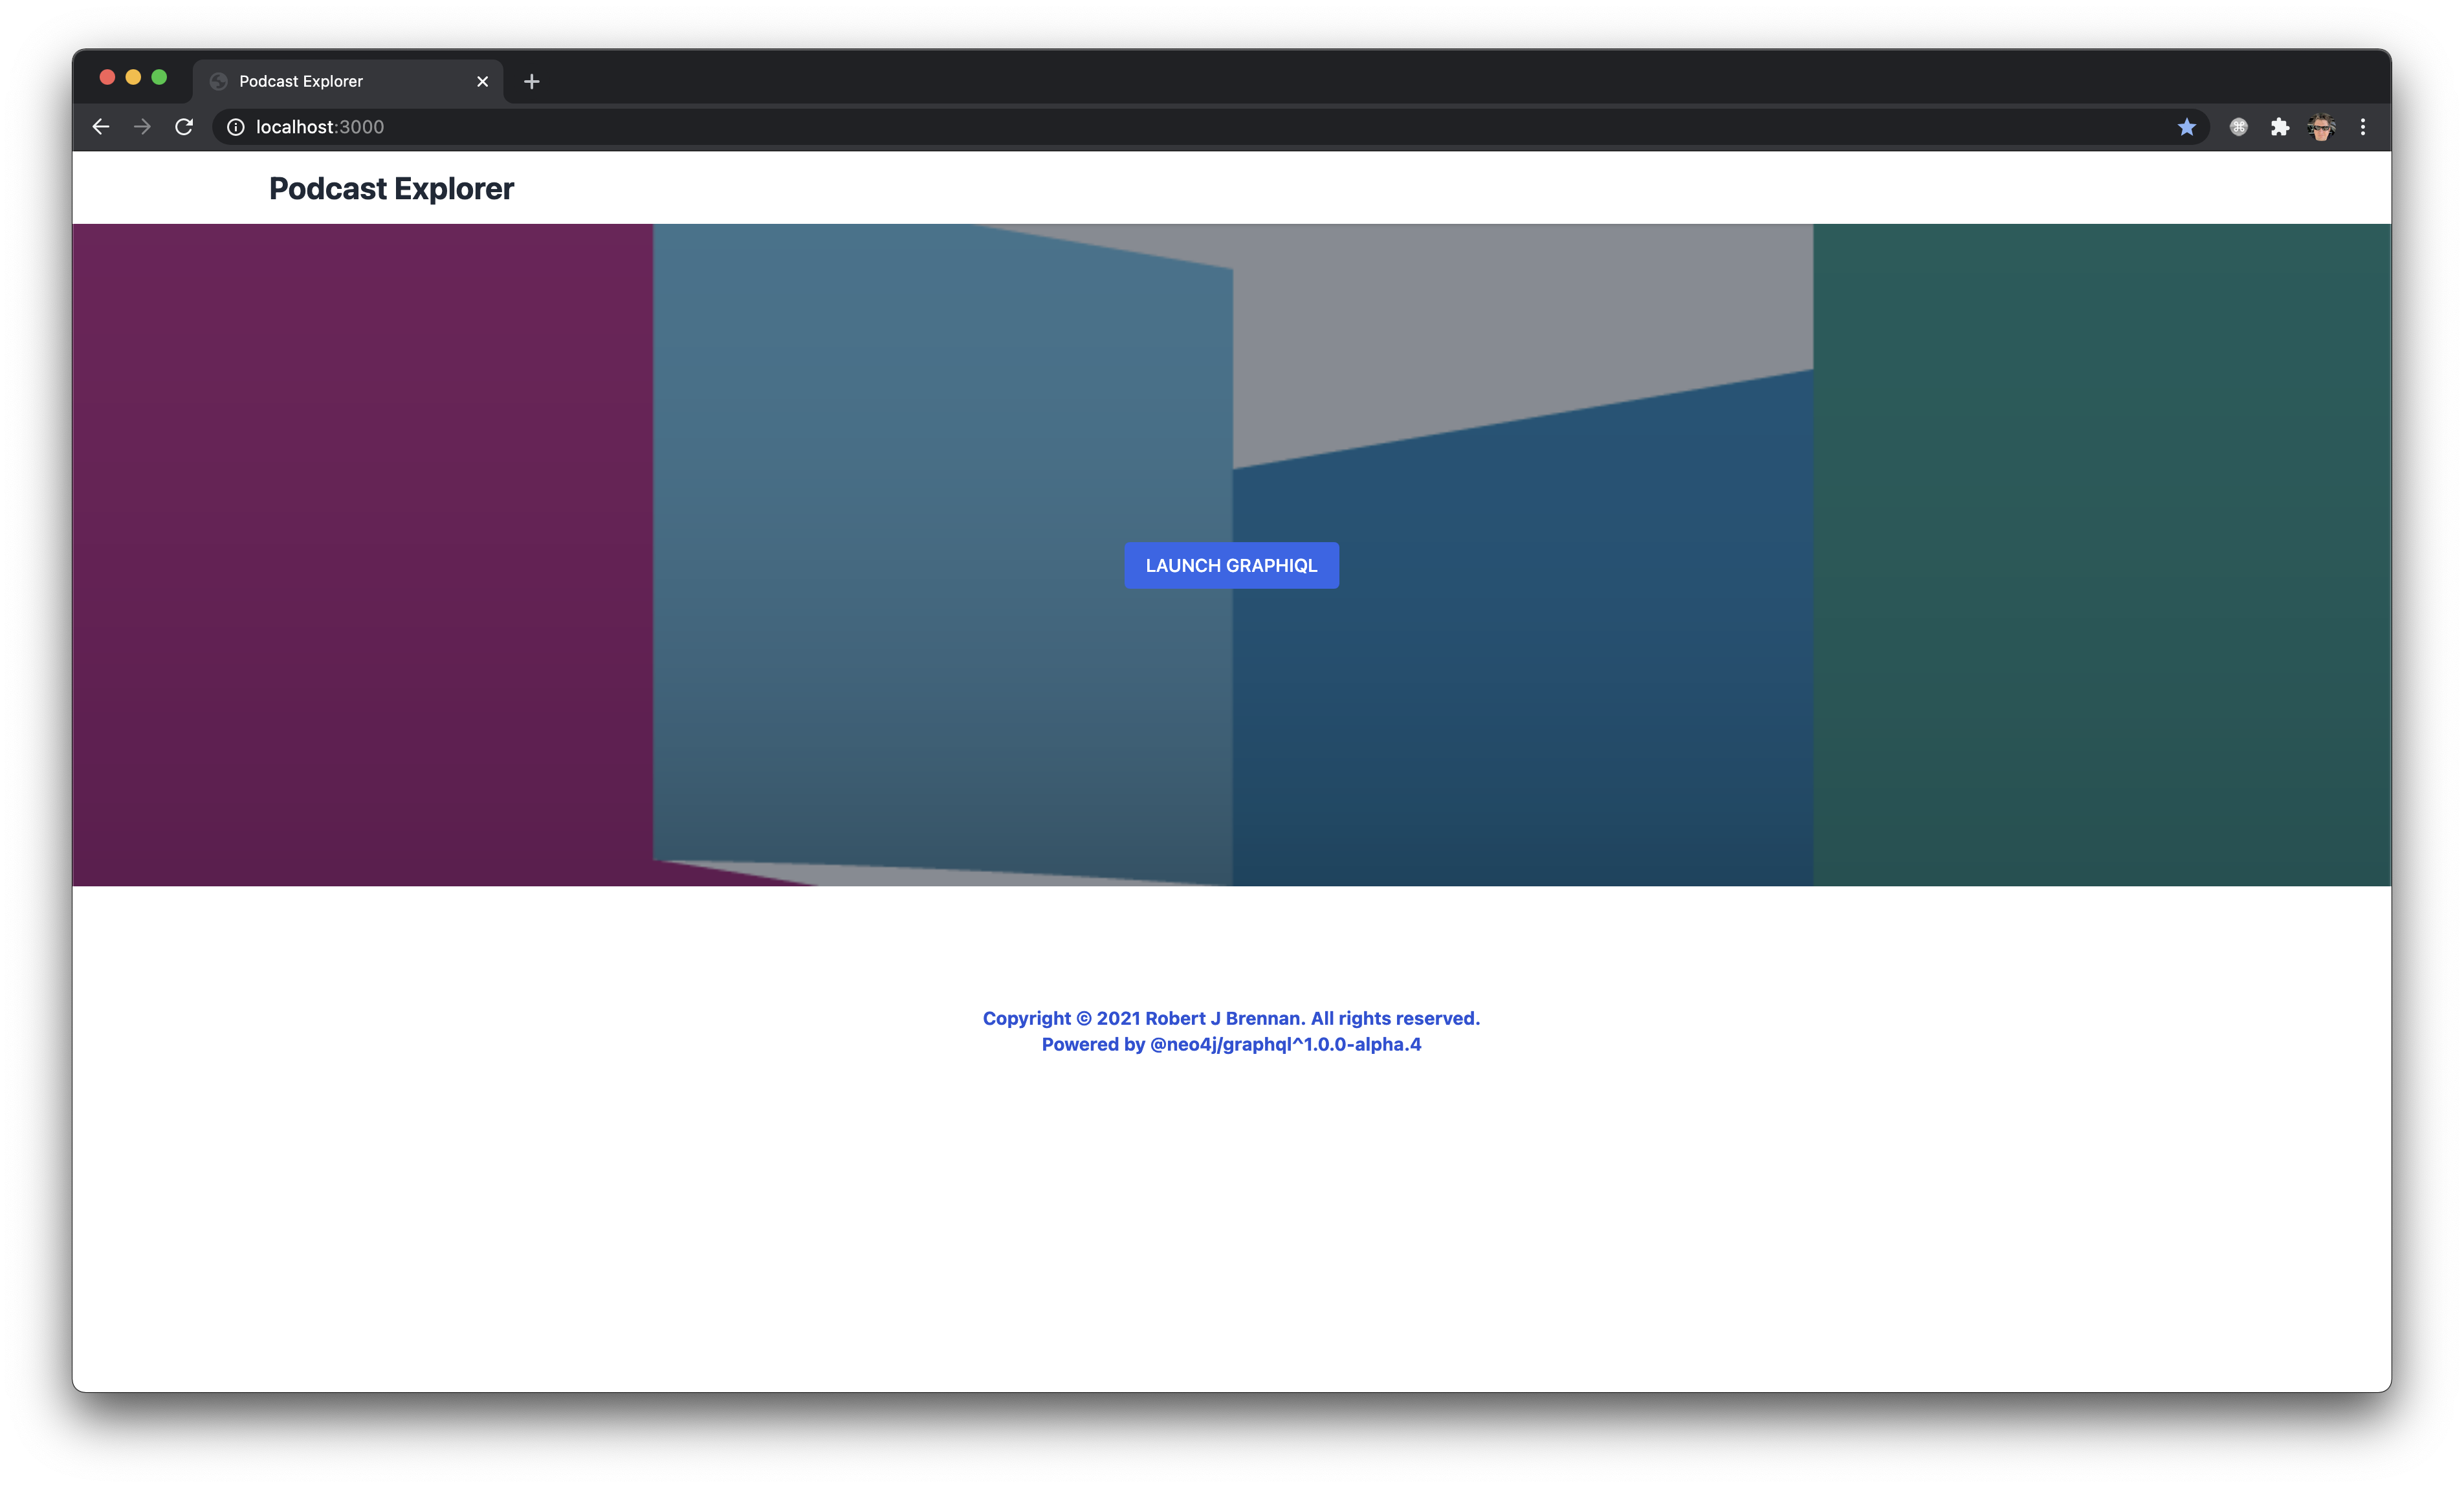 Podcast Explorer
localhost:3000
Podcast Explorer
LAUNCH GRAPHIQL
Copyright © 2021 Robert J Brennan. All rights reserved.
Powered by @neo4j/graphql^1.0.0-alpha.4